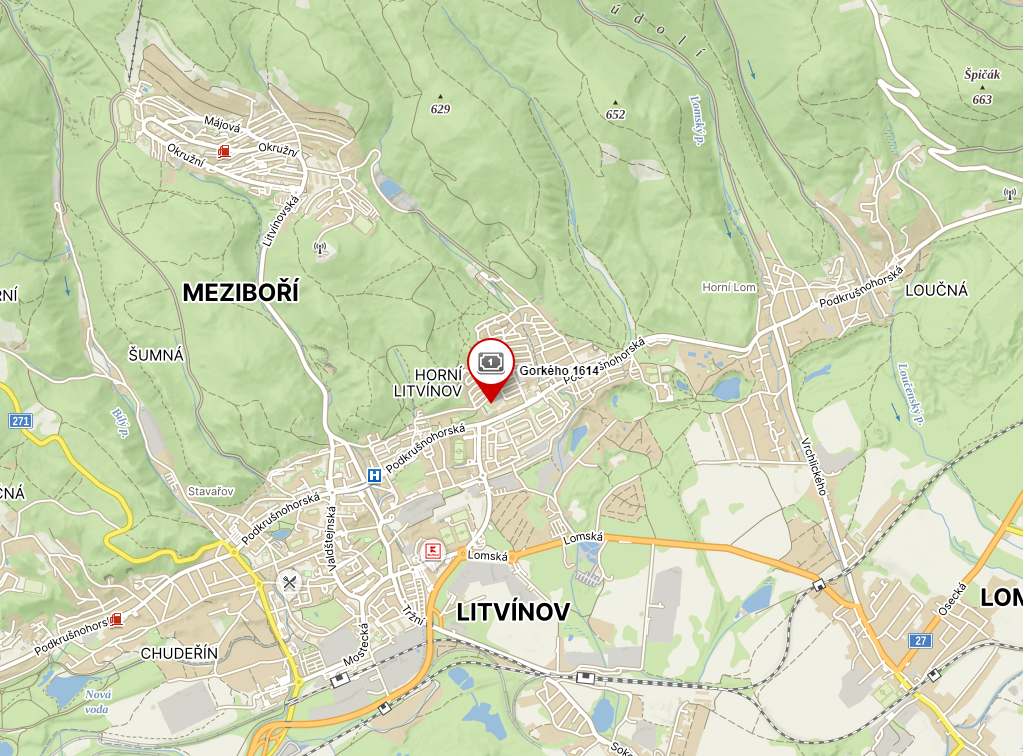 údolí
Špičák
663
629
652
Lomský p.
Májová
Okružní
Okružní
Litvínovská
MEZIBOŘÍ
Horní Lom
Podkrušnohorská
LOUČNÁ
RNÍ
ŠUMNÁ
HORNÍ
LITVÍNOV
1
Gorkého 1614
Podkrušnohorská
Loučenský p.
271
Bílý p.
Podkrušnohorská
H
Vrchlického
ČNÁ
Stavařov
Podkrušnohorská
Valdštejnská
K
Lomská
Lomská
Osecká
LOM
LITVÍNOV
Tržní
Podkrušnohorská
Mostecká
27
CHUDEŘÍN
Nová
voda
Soko